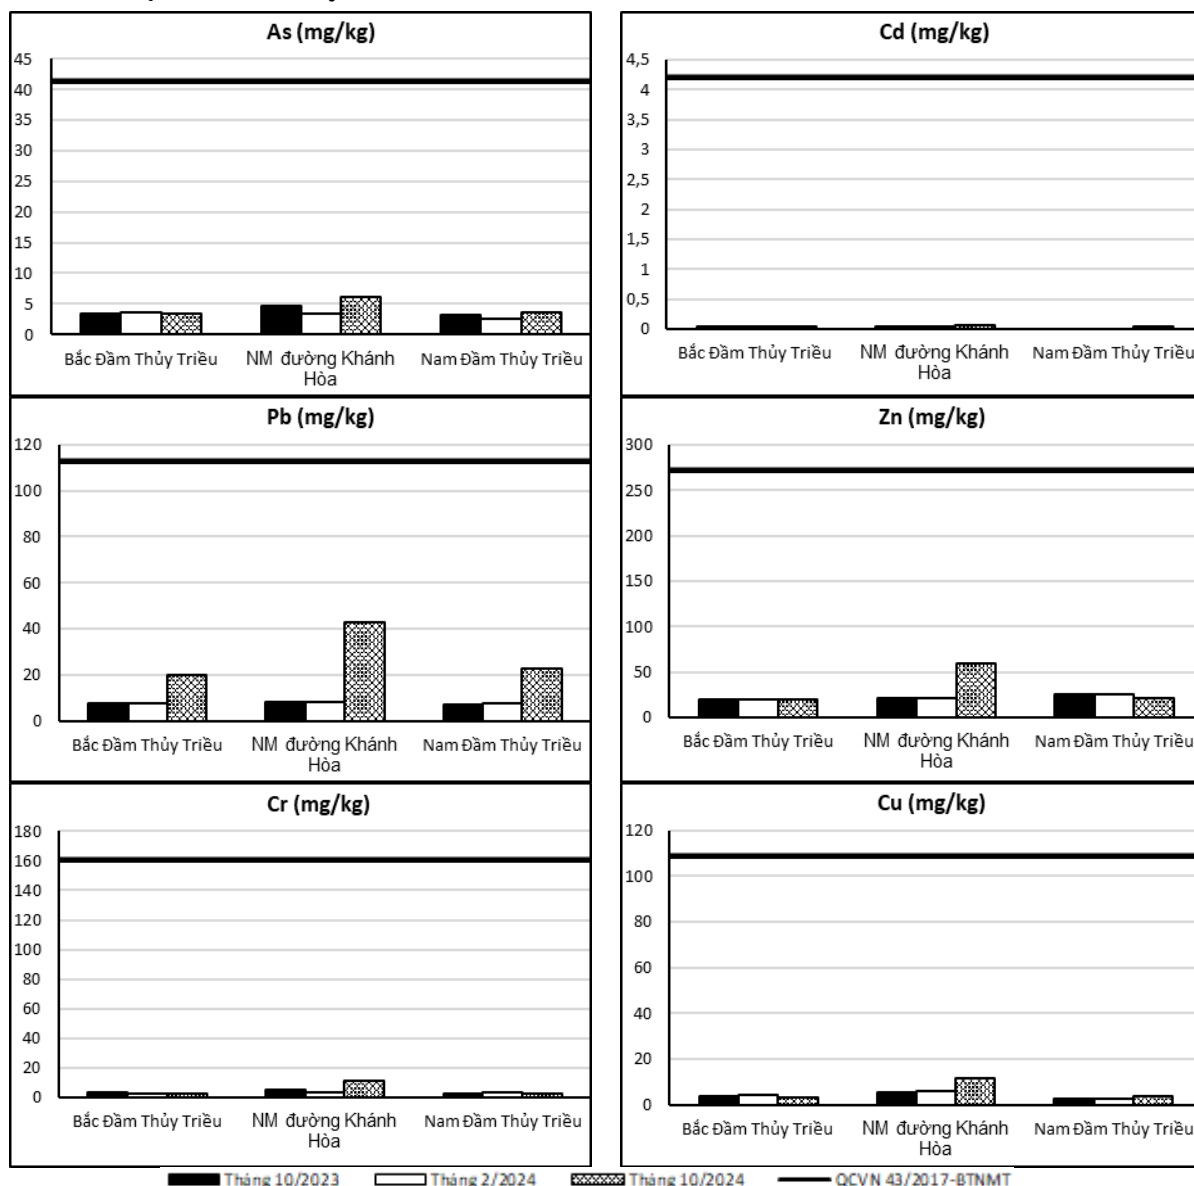 As (mg/kg)
45
40
35
30
25
20
15
10
5
0
Bắc Đầm Thủy Triều
NM đường Khánh
Hòa
Nam Đầm Thủy Triều
Cd (mg/kg)
4,5
4
3,5
3
2,5
2
1,5
1
0,5
0
Bắc Đầm Thủy Triều
NM đường Khánh
Hòa
Nam Đầm Thủy Triều
Pb (mg/kg)
120
100
80
60
40
20
0
Bắc Đầm Thủy Triều
NM đường Khánh
Hòa
Nam Đầm Thủy Triều
Zn (mg/kg)
300
250
200
150
100
50
0
Bắc Đầm Thủy Triều
NM đường Khánh
Hòa
Nam Đầm Thủy Triều
Cr (mg/kg)
180
160
140
120
100
80
60
40
20
0
Bắc Đầm Thủy Triều
NM đường Khánh
Hòa
Nam Đầm Thủy Triều
Cu (mg/kg)
120
100
80
60
40
20
0
Bắc Đầm Thủy Triều
NM đường Khánh
Hòa
Nam Đầm Thủy Triều
Tháng 10/2023 Tháng 2/2024 Tháng 10/2024 QCVN 43/2017-BTNMT